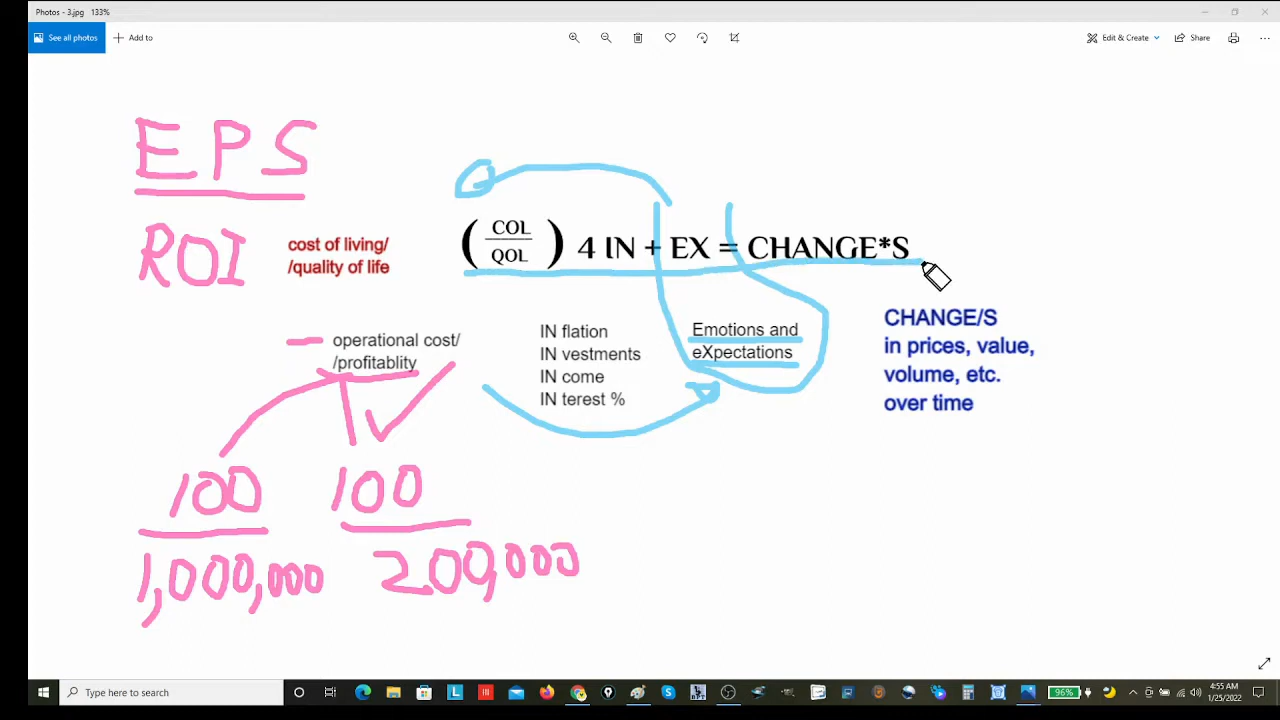 Photos - 3.jpg 133%
See all photos
Add to
Edit & Create
Share
EPS
ROI
cost of living/
/quality of life
( COL
QOL ) 4 IN + EX = CHANGE*S
operational cost/
/profitablity
IN flation
IN vestments
IN come
IN terest %
Emotions and
eXpectations
CHANGE/S
in prices, value,
volume, etc.
over time
100 100
1,000,000 200,000
Type here to search
96%
4:55 AM
1/25/2022